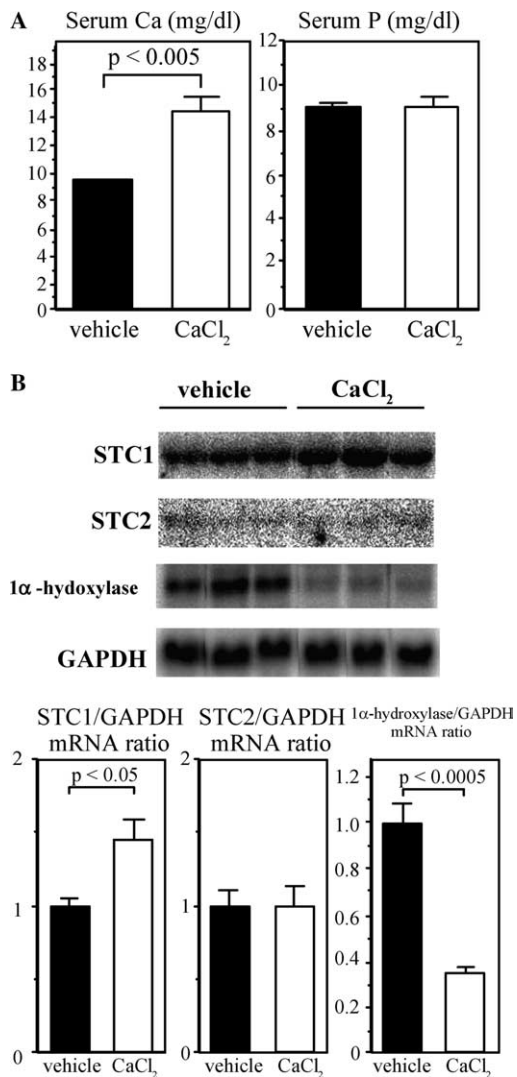 A
Serum Ca (mg/dl)
Serum P (mg/dl)
p < 0.005
18
16
14
12
10
8
6
4
2
0
vehicle
CaCl2
12
10
8
6
4
2
0
vehicle
CaCl2
B
vehicle
CaCl2
STC1
STC2
1α -hydoxylase
GAPDH
STC1/GAPDH
mRNA ratio
p < 0.05
2
1
0
vehicle
CaCl2
STC2/GAPDH
mRNA ratio
2
1
0
vehicle
CaCl2
1α-hydroxylase/GAPDH
mRNA ratio
p < 0.0005
1.2
1.0
0.8
0.6
0.4
0.2
0
vehicle
CaCl2